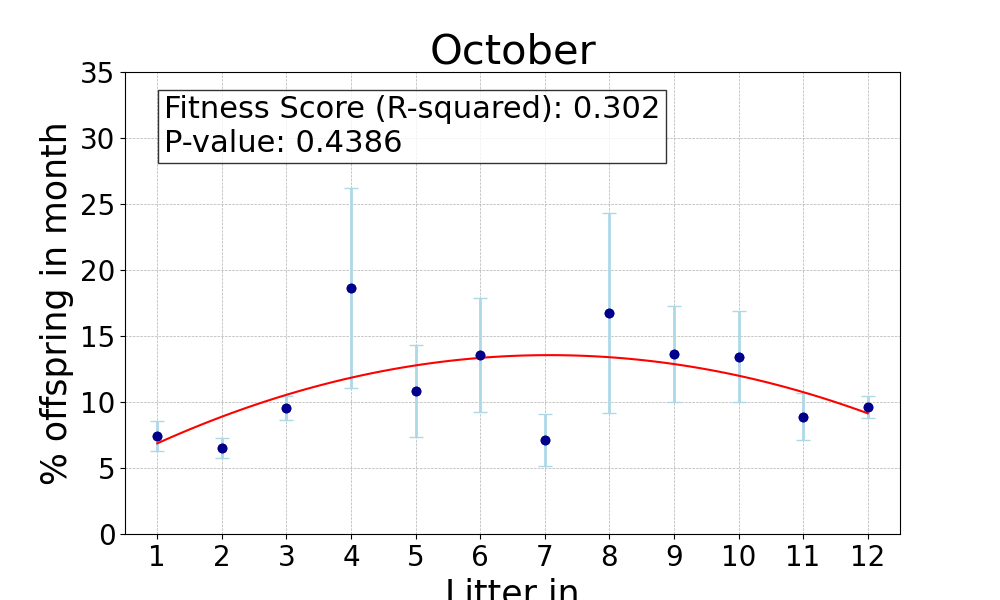 October
Fitness Score (R-squared): 0.302
P-value: 0.4386
% offspring in month
35
30
25
20
15
10
5
0
1 2 3 4 5 6 7 8 9 10 11 12
Litter in